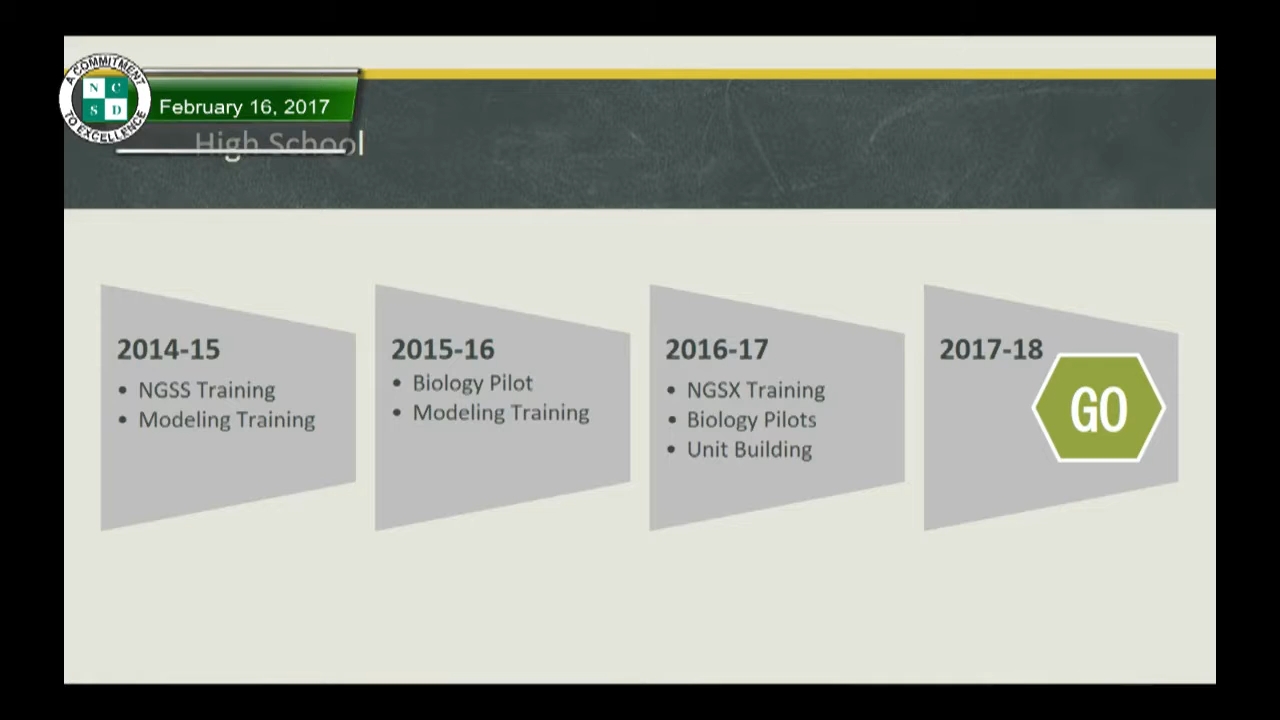 A COMMITMENT
N C
S D
TO EXCELLENCE
February 16, 2017
High School
2014-15
• NGSS Training
• Modeling Training
2015-16
• Biology Pilot
• Modeling Training
2016-17
• NGSX Training
• Biology Pilots
• Unit Building
2017-18
GO